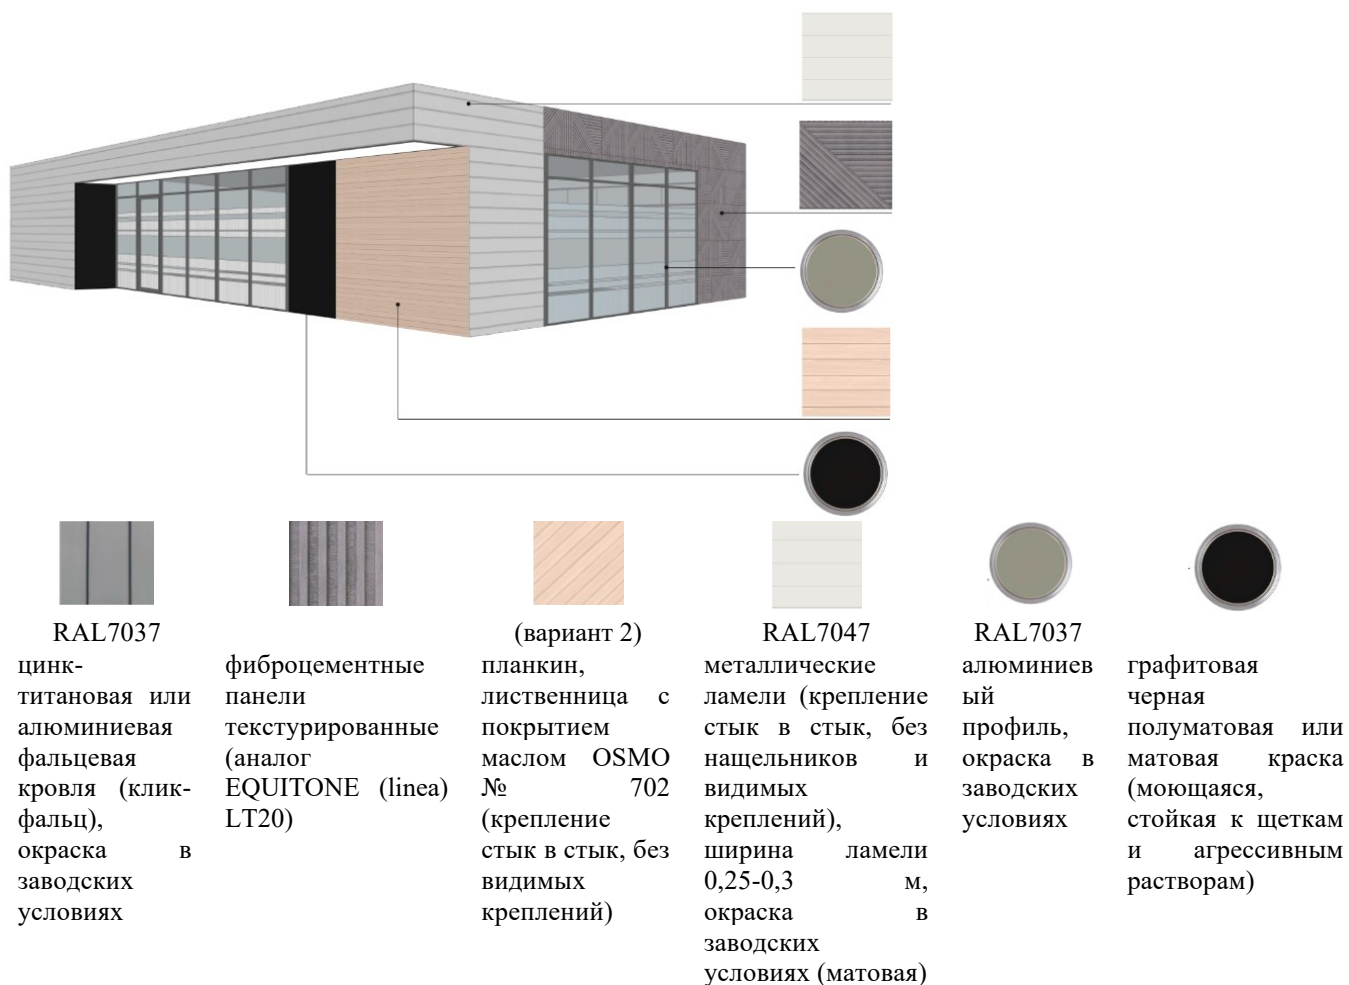 RAL7037
цинк-
титановая или
алюминиевая
фальцевая
кровля (клик-
фальц),
окраска в
заводских
условиях
фиброцементные
панели
текстурированные
(аналог
EQUITONE (linea)
LT20)
(вариант 2)
планкин,
лиственница с
покрытием
маслом OSMO
№ 702
(крепление
стык в стык, без
видимых
креплений)
RAL7047
металлические
ламели (крепление
стык в стык, без
нащельников и
видимых
креплений),
ширина ламели
0,25-0,3 м,
окраска в
заводских
условиях (матовая)
RAL7037
алюминиев
ый
профиль,
окраска в
заводских
условиях
графитовая
черная
полуматовая или
матовая краска
(моющаяся,
стойкая к щеткам
и агрессивным
растворам)